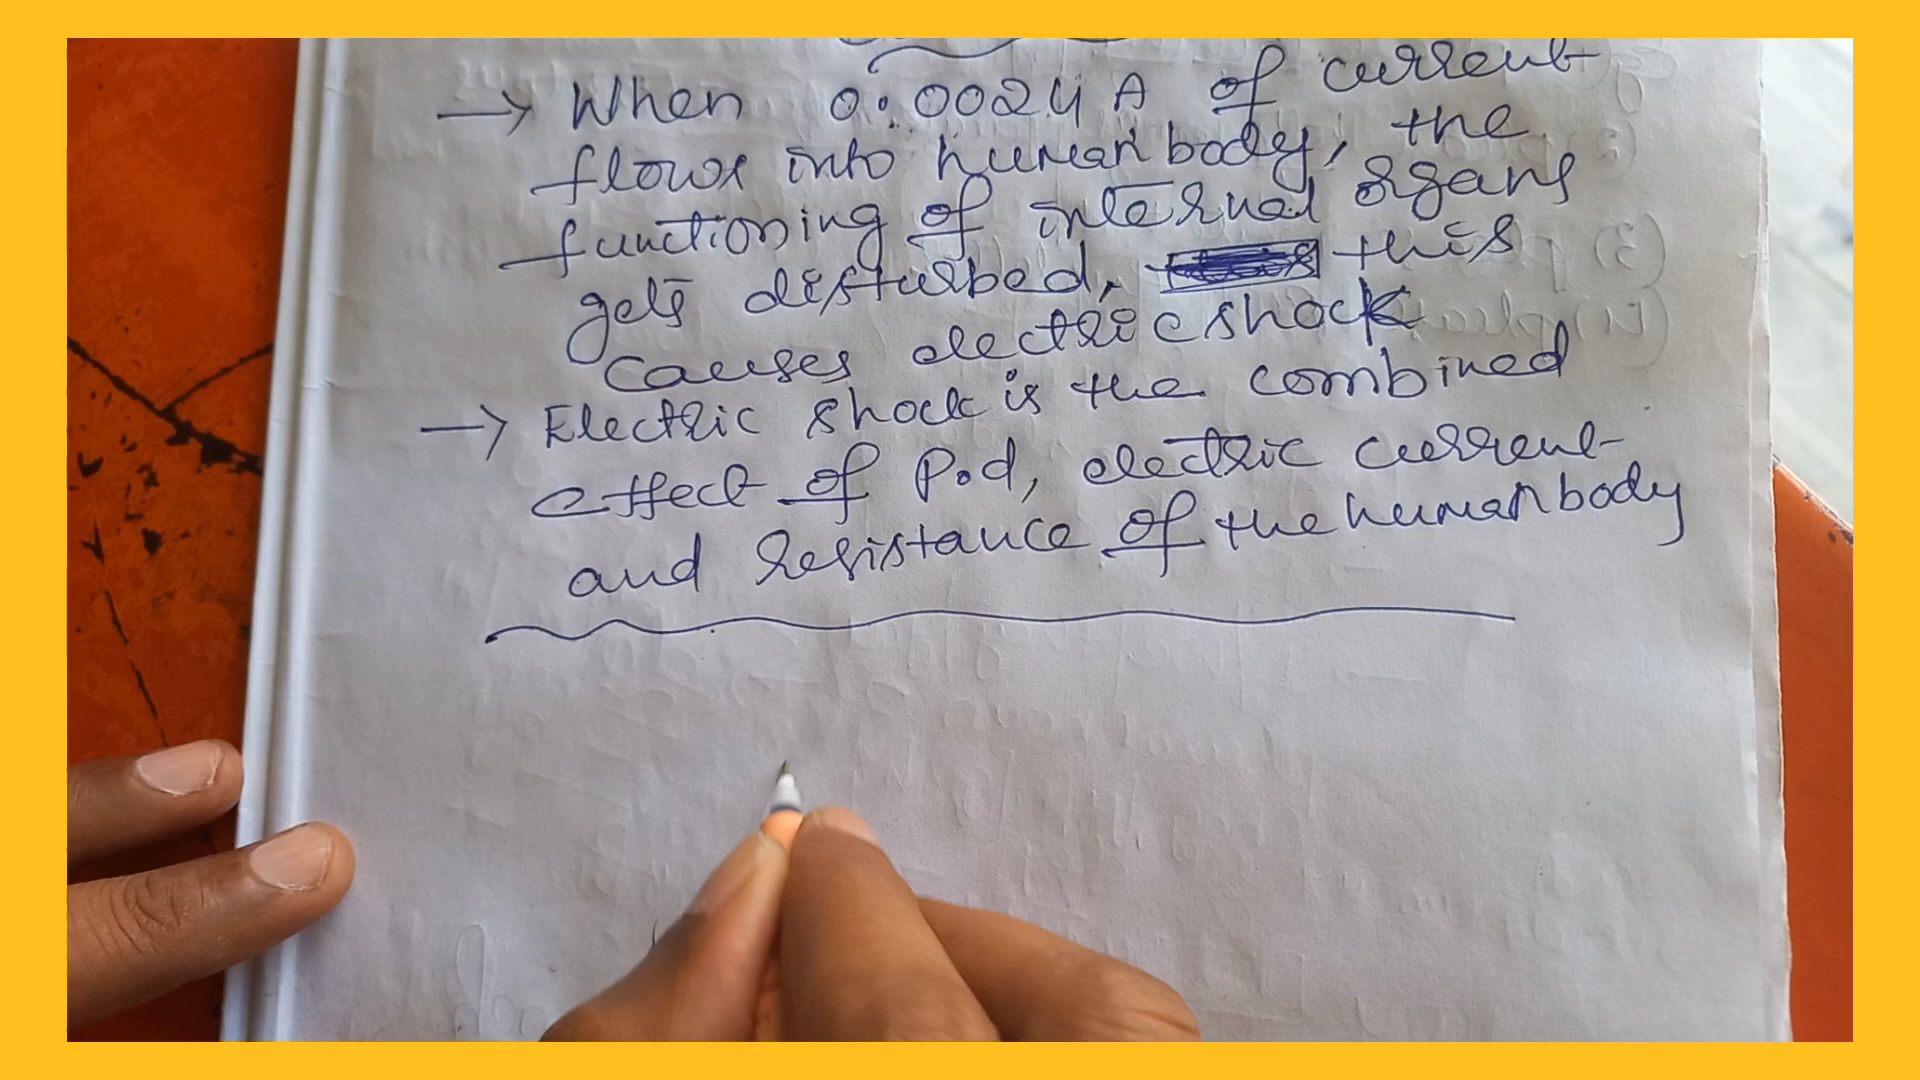 → When 0.0024 A of current
flows into human body, the
functioning of internal organs
gets disturbed, this
causes electric shock
→ Electric shock is the combined
effect of P.d, electric current
and resistance of the human body